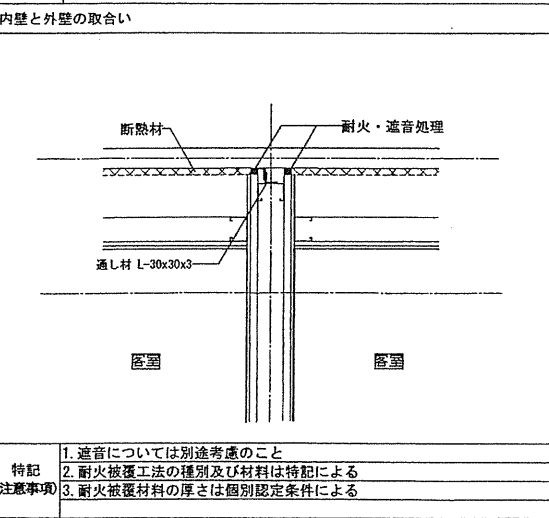 内壁と外壁の取合い
断熱材
耐火・遮音処理
通し材 L-30x30x3
客室
客室
特記
(注意事項)
1. 遮音については別途考慮のこと
2. 耐火被覆工法の種別及び材料は特記による
3. 耐火被覆材料の厚さは個別認定条件による